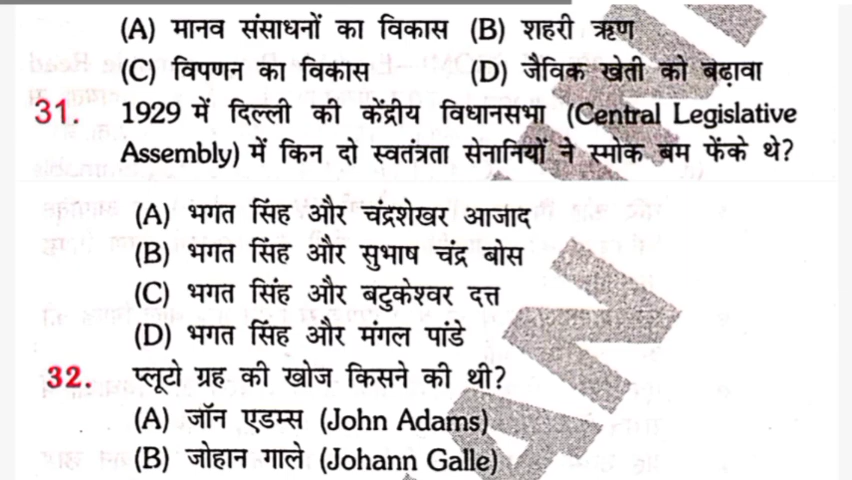 (A) मानव संसाधनों का विकास (B) शहरी ऋण
(C) विपणन का विकास (D) जैविक खेती को बढ़ावा
31. 1929 में दिल्ली की केंद्रीय विधानसभा (Central Legislative
Assembly) में किन दो स्वतंत्रता सेनानियों ने स्मोक बम फेंके थे?
(A) भगत सिंह और चंद्रशेखर आजाद
(B) भगत सिंह और सुभाष चंद्र बोस
(C) भगत सिंह और बटुकेश्वर दत्त
(D) भगत सिंह और मंगल पांडे
32. प्लूटो ग्रह की खोज किसने की थी?
(A) जॉन एडम्स (John Adams)
(B) जोहान गाले (Johann Galle)